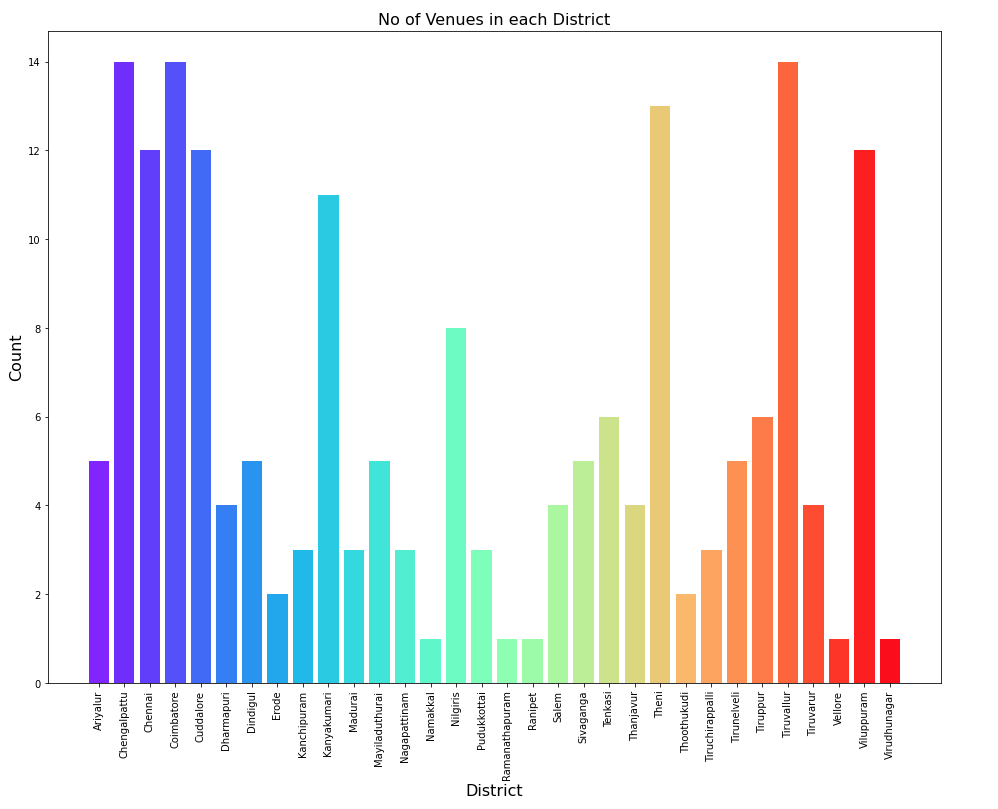 No of Venues in each District
Count
14
12
10
8
6
4
2
0
Ariyalur
Chengalpattu
Chennai
Coimbatore
Cuddalore
Dharmapuri
Dindigul
Erode
Kanchipuram
Kanyakumari
Madurai
Mayiladuthurai
Nagapattinam
Namakkal
Nilgiris
Pudukkottai
Ramanathapuram
Ranipet
Salem
Sivaganga
Tenkasi
Thanjavur
Theni
Thoothukudi
Tiruchirappalli
Tirunelveli
Tiruppur
Tiruvallur
Tiruvarur
Vellore
Viluppuram
Virudhunagar
District